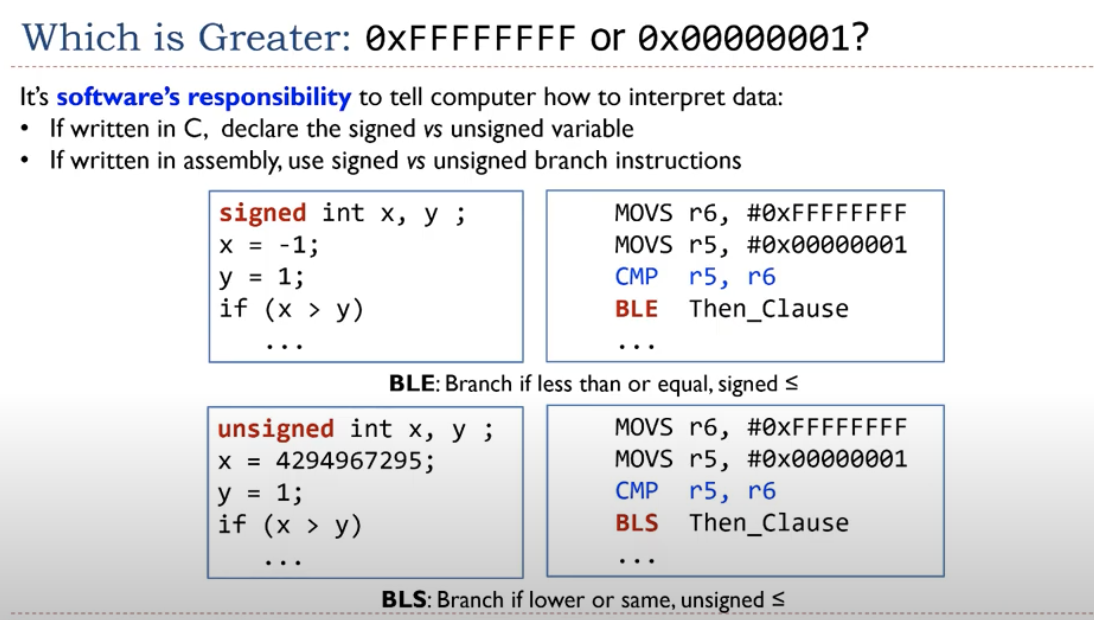 Which is Greater: 0xFFFFFFFF or 0x00000001?
It's software's responsibility to tell computer how to interpret data:
• If written in C, declare the signed vs unsigned variable
• If written in assembly, use signed vs unsigned branch instructions
signed int x, y ;
x = -1;
y = 1;
if (x > y)
...
MOVS r6, #0xFFFFFFFF
MOVS r5, #0x00000001
CMP r5, r6
BLE Then_Clause
...
BLE: Branch if less than or equal, signed ≤
unsigned int x, y ;
x = 4294967295;
y = 1;
if (x > y)
...
MOVS r6, #0xFFFFFFFF
MOVS r5, #0x00000001
CMP r5, r6
BLS Then_Clause
...
BLS: Branch if lower or same, unsigned ≤